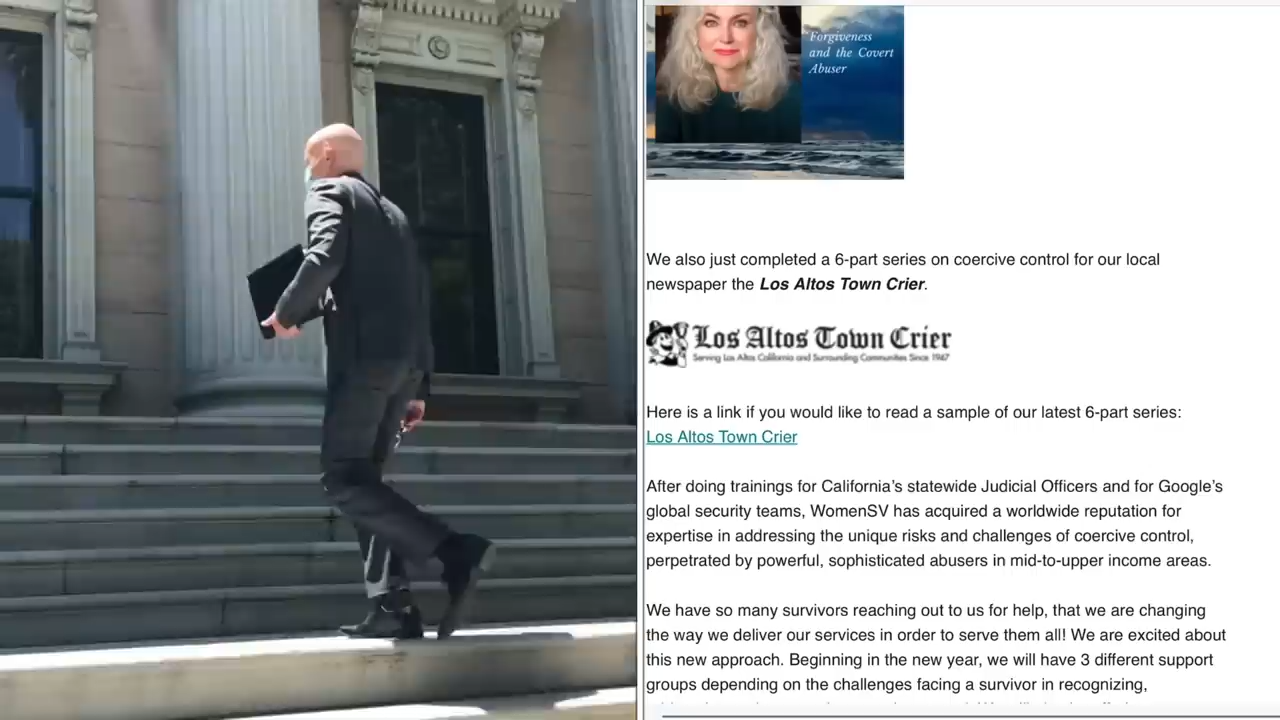 Forgiveness
and the Covert
Abuser
We also just completed a 6-part series on coercive control for our local
newspaper the Los Altos Town Crier.
Los Altos Town Crier
Serving Los Altos California and Surrounding Communities Since 1947
Here is a link if you would like to read a sample of our latest 6-part series:
Los Altos Town Crier
After doing trainings for California’s statewide Judicial Officers and for Google’s
global security teams, WomenSV has acquired a worldwide reputation for
expertise in addressing the unique risks and challenges of coercive control,
perpetrated by powerful, sophisticated abusers in mid-to-upper income areas.
We have so many survivors reaching out to us for help, that we are changing
the way we deliver our services in order to serve them all! We are excited about
this new approach. Beginning in the new year, we will have 3 different support
groups depending on the challenges facing a survivor in recognizing,